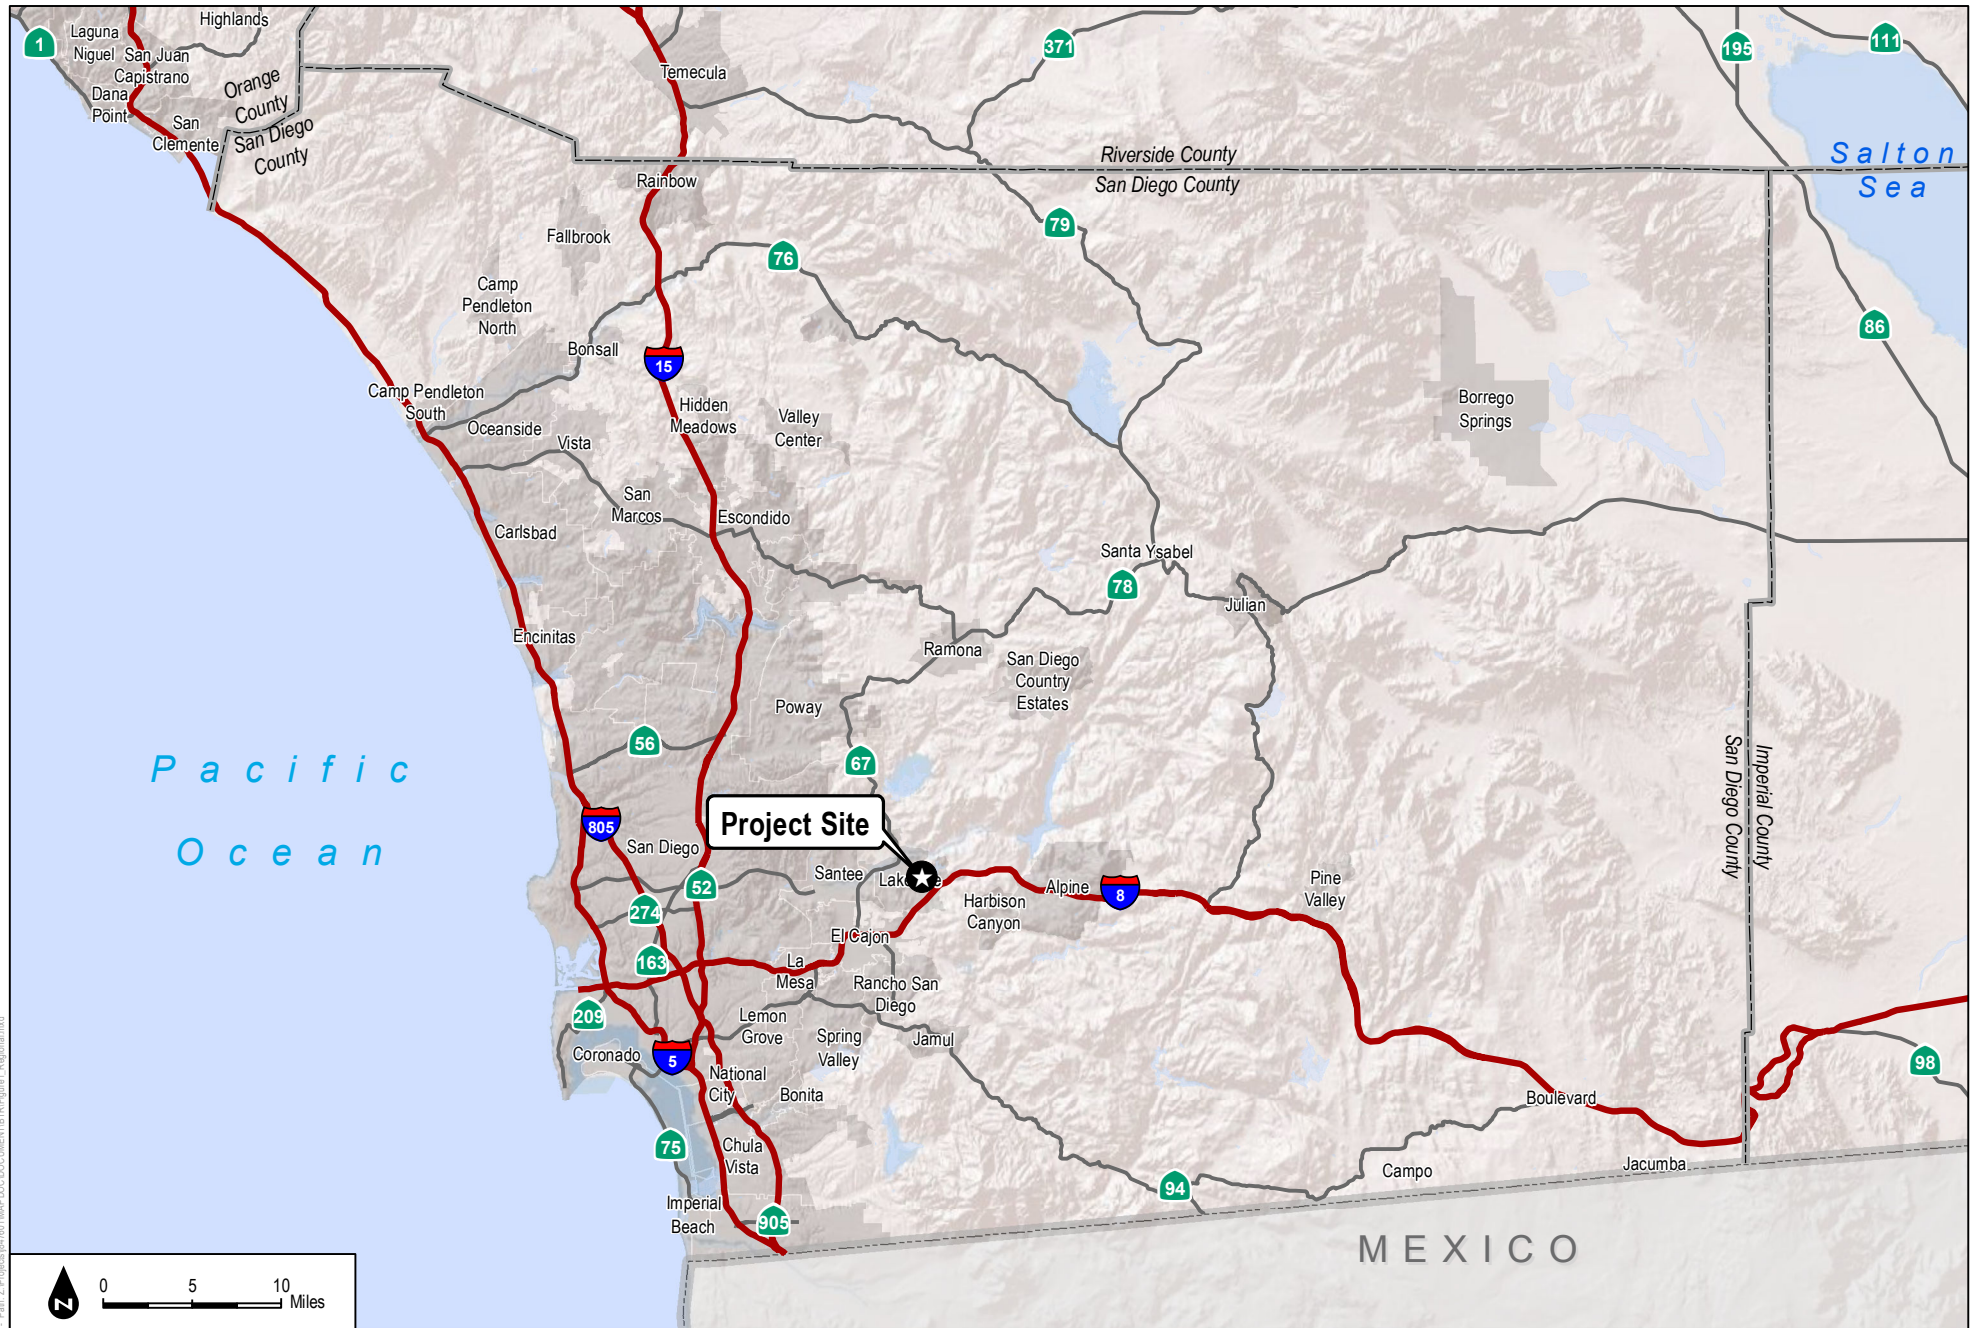 Highlands
1
Laguna
Niguel
San Juan
Capistrano
Dana
Point
San
Clemente
Orange
County
San Diego
County
Temecula
371
195
111
Salton
Sea
Riverside County
San Diego County
Rainbow
79
76
Fallbrook
Camp
Pendleton
North
86
Bonsall
15
Camp Pendleton
South
Hidden
Meadows
Valley
Center
Borrego
Springs
Oceanside
Vista
San
Marcos
Escondido
Carlsbad
Santa Ysabel
78
Julian
Encinitas
Ramona
San Diego
Country
Estates
Poway
56
67
Pacific
Ocean
San Diego County
Imperial County
805
Project Site
San Diego
Santee
52
Alpine
8
Pine
Valley
Harbison
Canyon
274
El Cajon
163
La
Mesa
Rancho San
Diego
209
Lemon
Grove
Spring
Valley
Jamul
Coronado
5
98
National
City
Bonita
Boulevard
75
Chula
Vista
Campo
Jacumba
94
Imperial
Beach
905
MEXICO
N
0 5 10
Miles